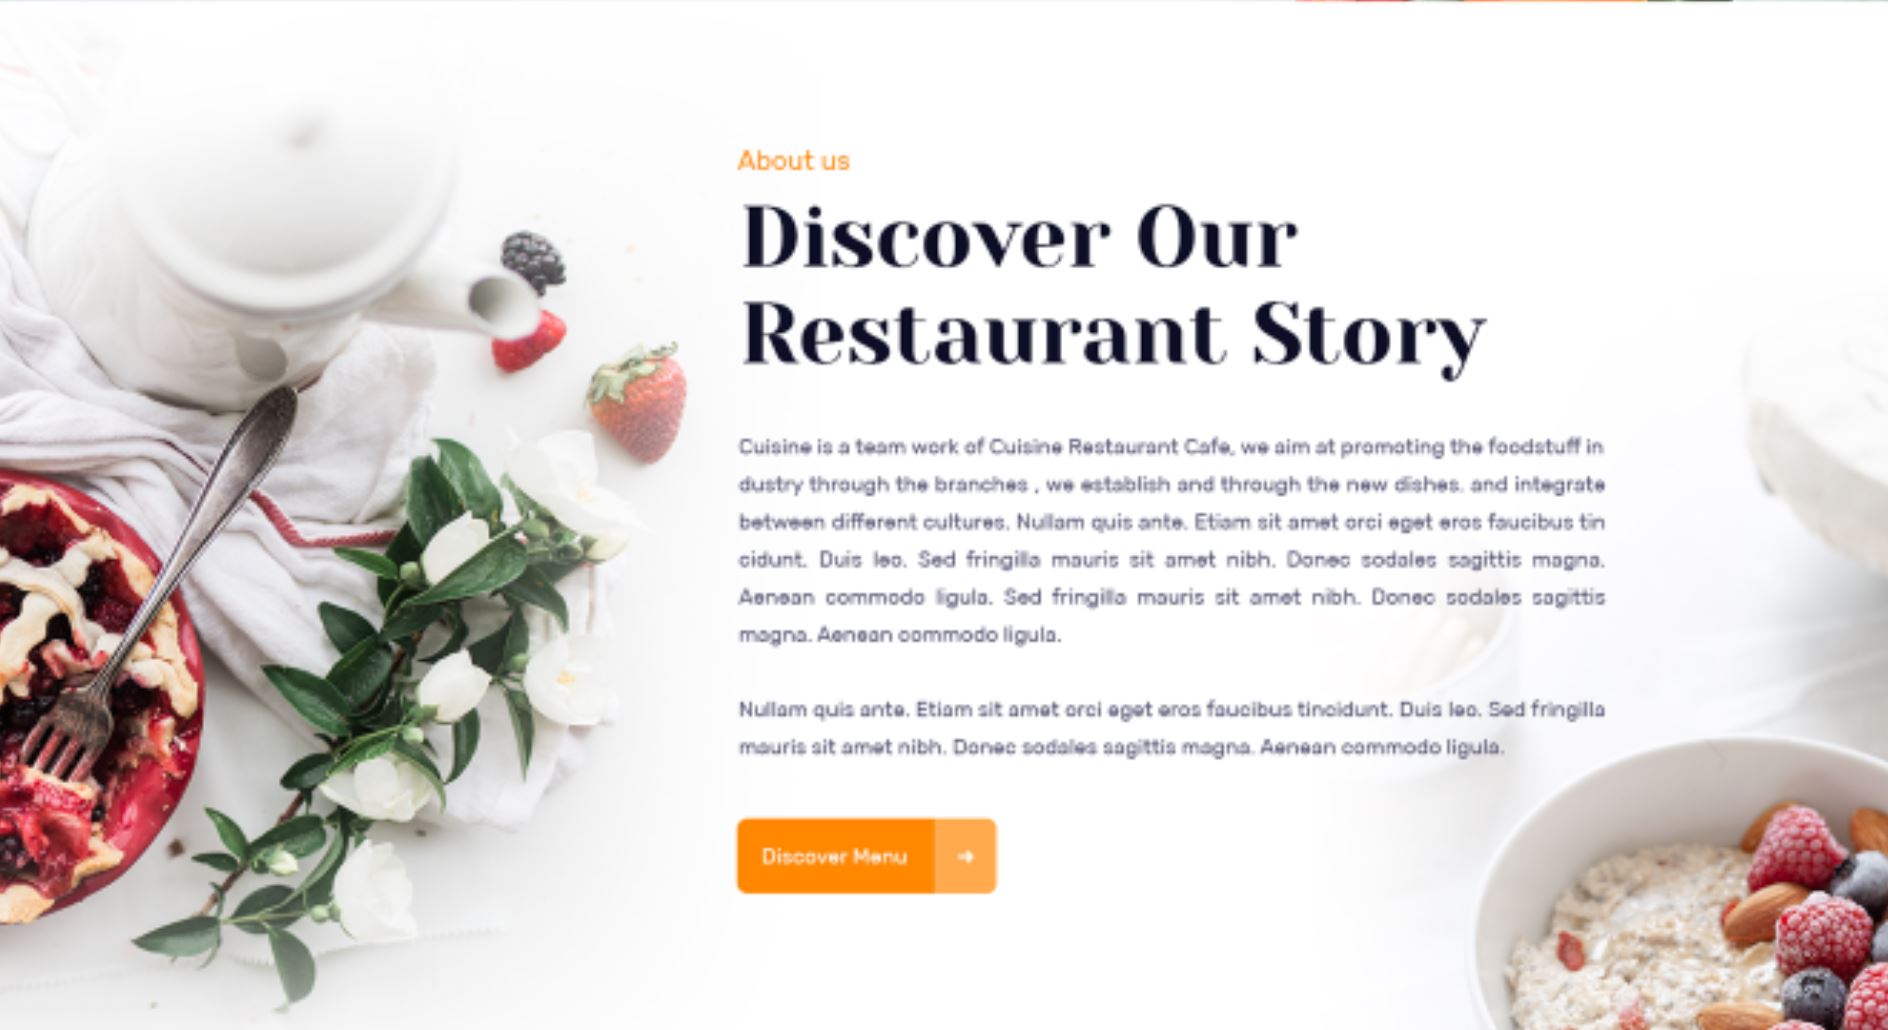 About us
Discover Our
Restaurant Story
Cuisine is a team work of Cuisine Restaurant Cafe, we aim at promoting the foodstuff in
dustry through the branches , we establish and through the new dishes. and integrate
between different cultures. Nullam quis ante. Etiam sit amet orci eget eros faucibus tin
cidunt. Duis leo. Sed fringilla mauris sit amet nibh. Donec sodales sagittis magna.
Aenean commodo ligula. Sed fringilla mauris sit amet nibh. Donec sodales sagittis
magna. Aenean commodo ligula.
Nullam quis ante. Etiam sit amet orci eget eros faucibus tincidunt. Duis leo. Sed fringilla
mauris sit amet nibh. Donec sodales sagittis magna. Aenean commodo ligula.
Discover Menu →